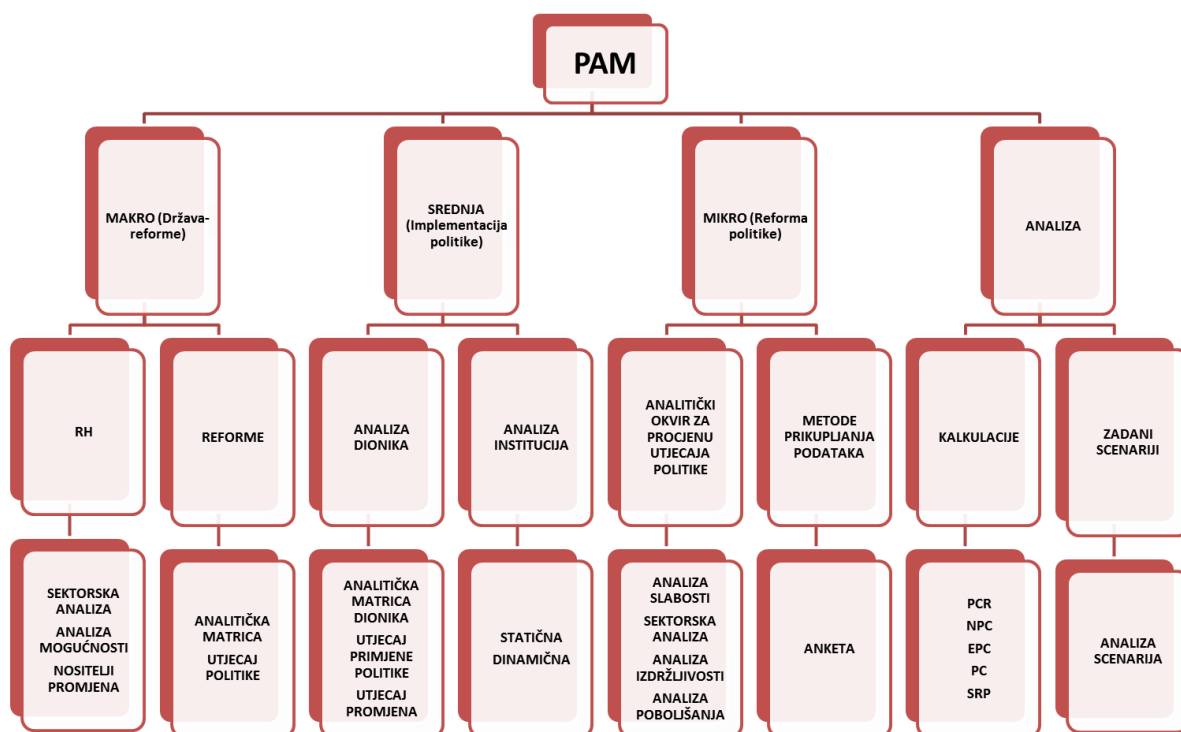 PAM
MAKRO (Država-
reforme)
SREDNJA
(Implementacija
politike)
MIKRO (Reforma
politike)
ANALIZA
RH
REFORME
ANALIZA
DIONIKA
ANALIZA
INSTITUCIJA
ANALITIČKI
OKVIR ZA
PROCJENU
UTJECAJA
POLITIKE
METODE
PRIKUPLJANJA
PODATAKA
KALKULACIJE
ZADANI
SCENARIJI
SEKTORSKA
ANALIZA
ANALIZA
MOGUĆNOSTI
NOSITELJI
PROMJENA
ANALITIČKA
MATRICA
UTJECAJ
POLITIKE
ANALITIČKA
MATRICA
DIONIKA
UTJECAJ
PRIMJENE
POLITIKE
UTJECAJ
PROMJENA
STATIČNA
DINAMIČNA
ANALIZA
SLABOSTI
SEKTORSKA
ANALIZA
ANALIZA
IZDRŽLJIVOSTI
ANALIZA
POBOLJŠANJA
ANKETA
PCR
NPC
EPC
PC
SRP
ANALIZA
SCENARIJA